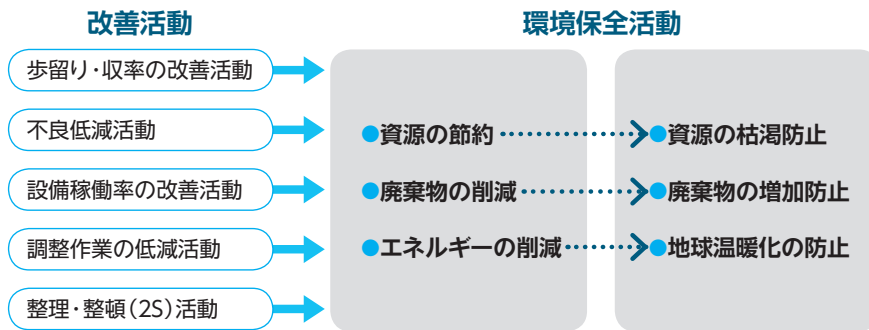 改善活動
環境保全活動
歩留り・収率の改善活動
不良低減活動
設備稼働率の改善活動
調整作業の低減活動
整理・整頓(2S)活動
●資源の節約
●廃棄物の削減
●エネルギーの削減
●資源の枯渇防止
●廃棄物の増加防止
●地球温暖化の防止